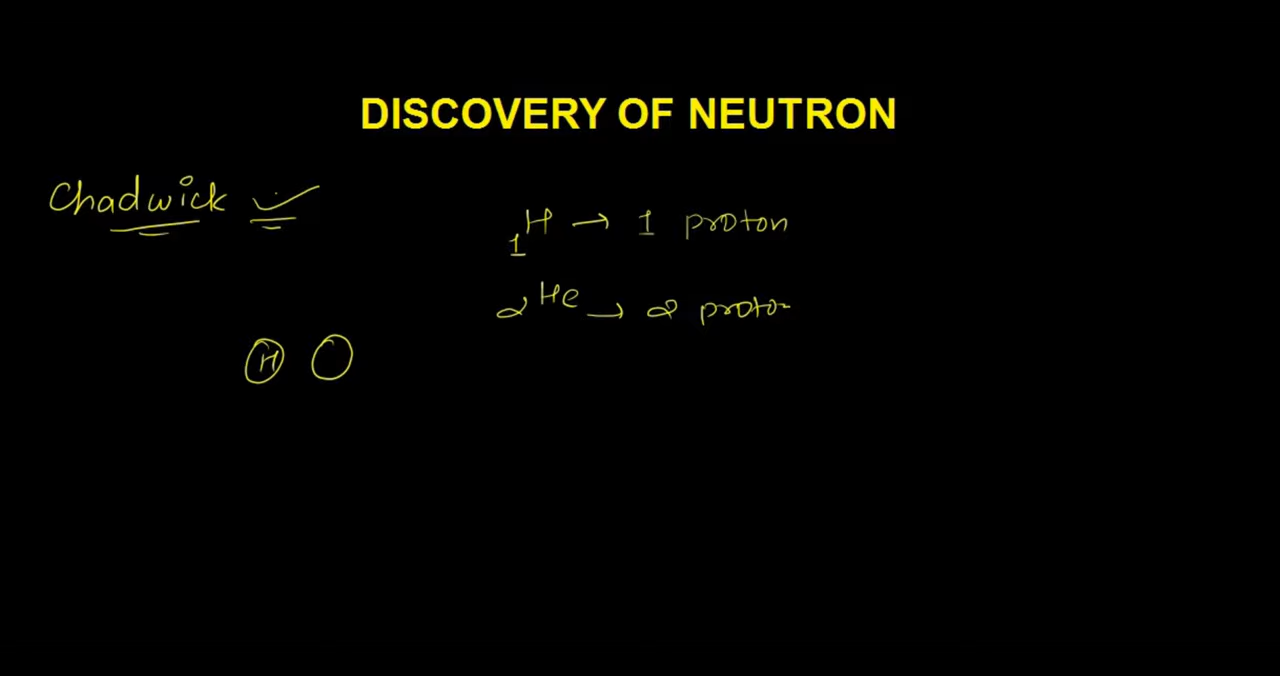 DISCOVERY OF NEUTRON
Chadwick
1H → 1 proton
2He → 2 proton
H